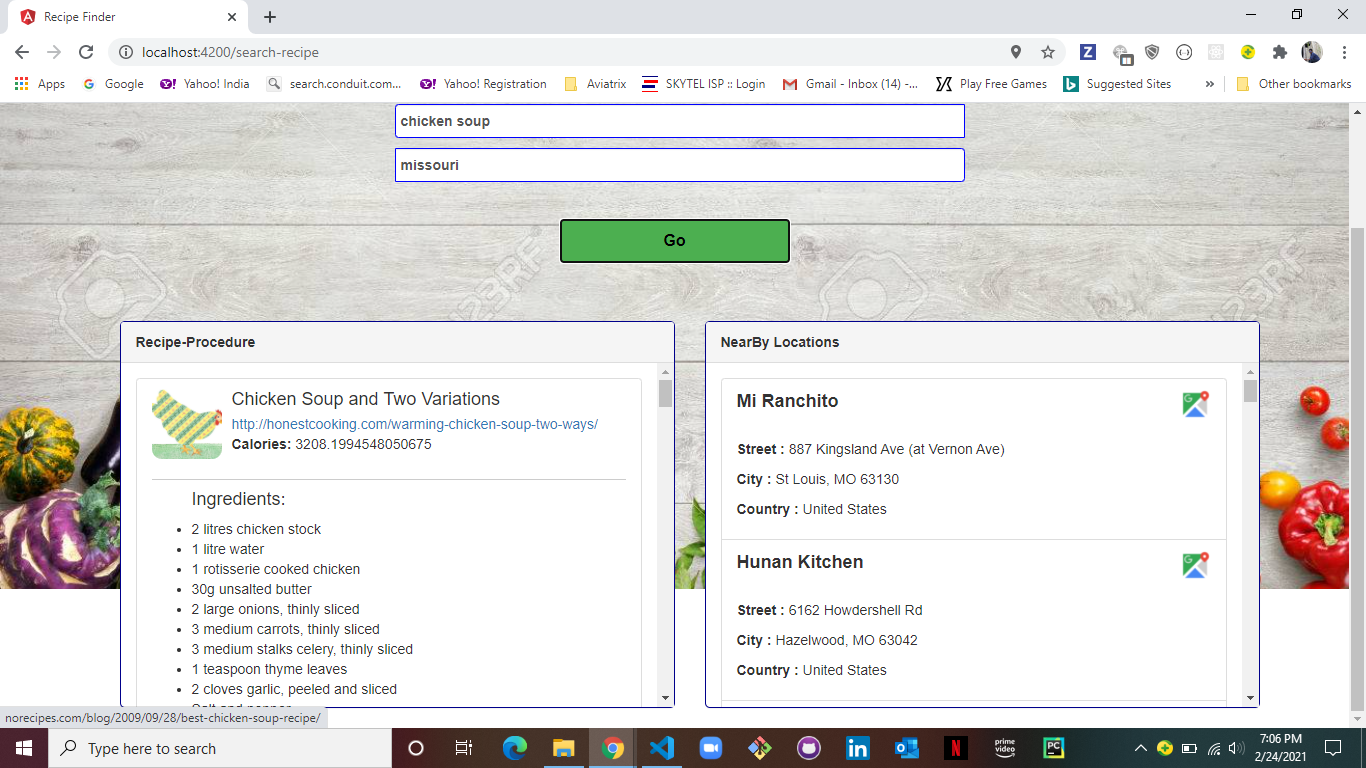 Recipe Finder
localhost:4200/search-recipe
Apps Google Yahoo! India search.conduit.com... Yahoo! Registration Aviatrix SKYTEL ISP :: Login Gmail - Inbox (14) -... Play Free Games Suggested Sites » Other bookmarks
chicken soup
missouri
Go
123RF
123RF
Recipe-Procedure
Chicken Soup and Two Variations
http://honestcooking.com/warming-chicken-soup-two-ways/
Calories: 3208.1994548050675
Ingredients:
2 litres chicken stock
1 litre water
1 rotisserie cooked chicken
30g unsalted butter
2 large onions, thinly sliced
3 medium carrots, thinly sliced
3 medium stalks celery, thinly sliced
1 teaspoon thyme leaves
2 cloves garlic, peeled and sliced
Salt and pepper
NearBy Locations
Mi Ranchito
Street : 887 Kingsland Ave (at Vernon Ave)
City : St Louis, MO 63130
Country : United States
Hunan Kitchen
Street : 6162 Howdershell Rd
City : Hazelwood, MO 63042
Country : United States
norecipes.com/blog/2009/09/28/best-chicken-soup-recipe/
Type here to search
prime video
PC
7:06 PM
2/24/2021